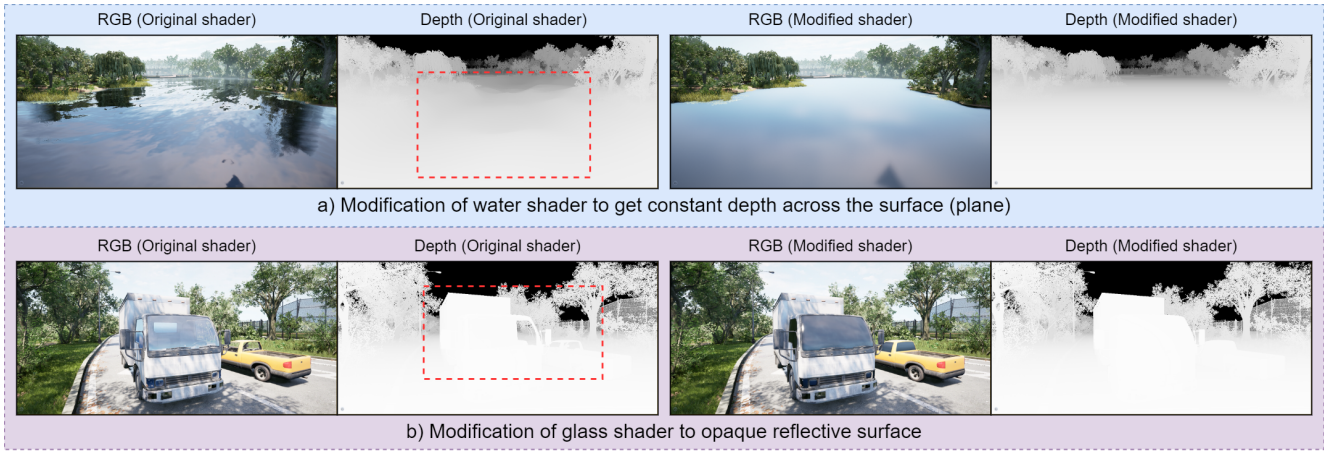 RGB (Original shader)
Depth (Original shader)
RGB (Modified shader)
Depth (Modified shader)
a) Modification of water shader to get constant depth across the surface (plane)
RGB (Original shader)
Depth (Original shader)
RGB (Modified shader)
Depth (Modified shader)
b) Modification of glass shader to opaque reflective surface